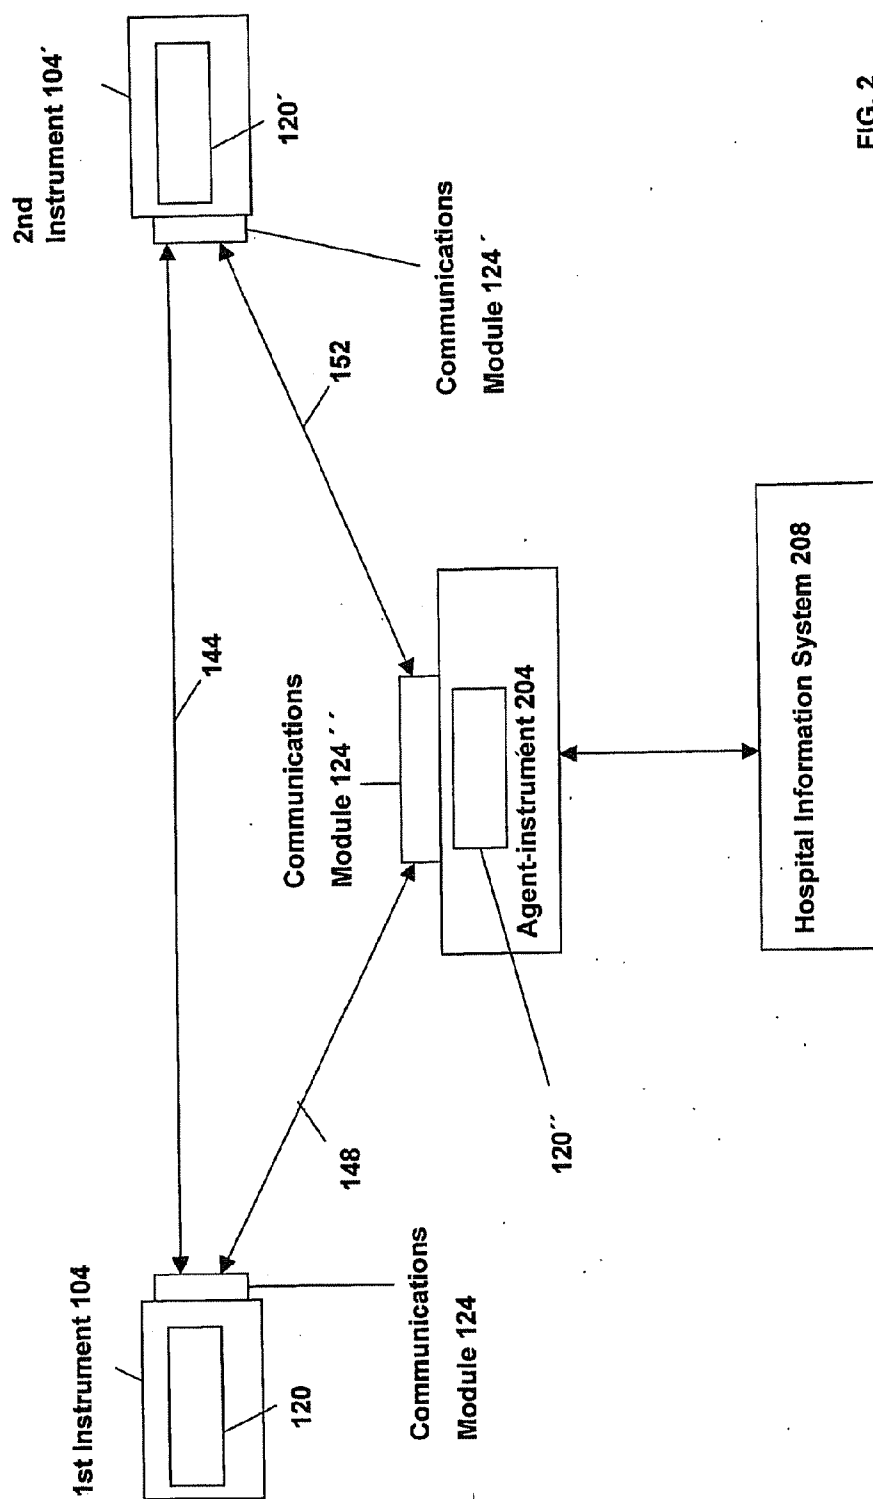 1st Instrument 104
120
Communications
Module 124
148
144
2nd
Instrument 104´
120´
Communications
Module 124´
152
Communications
Module 124´´
Agent-instrument 204
120´´
Hospital Information System 208
FIG. 2